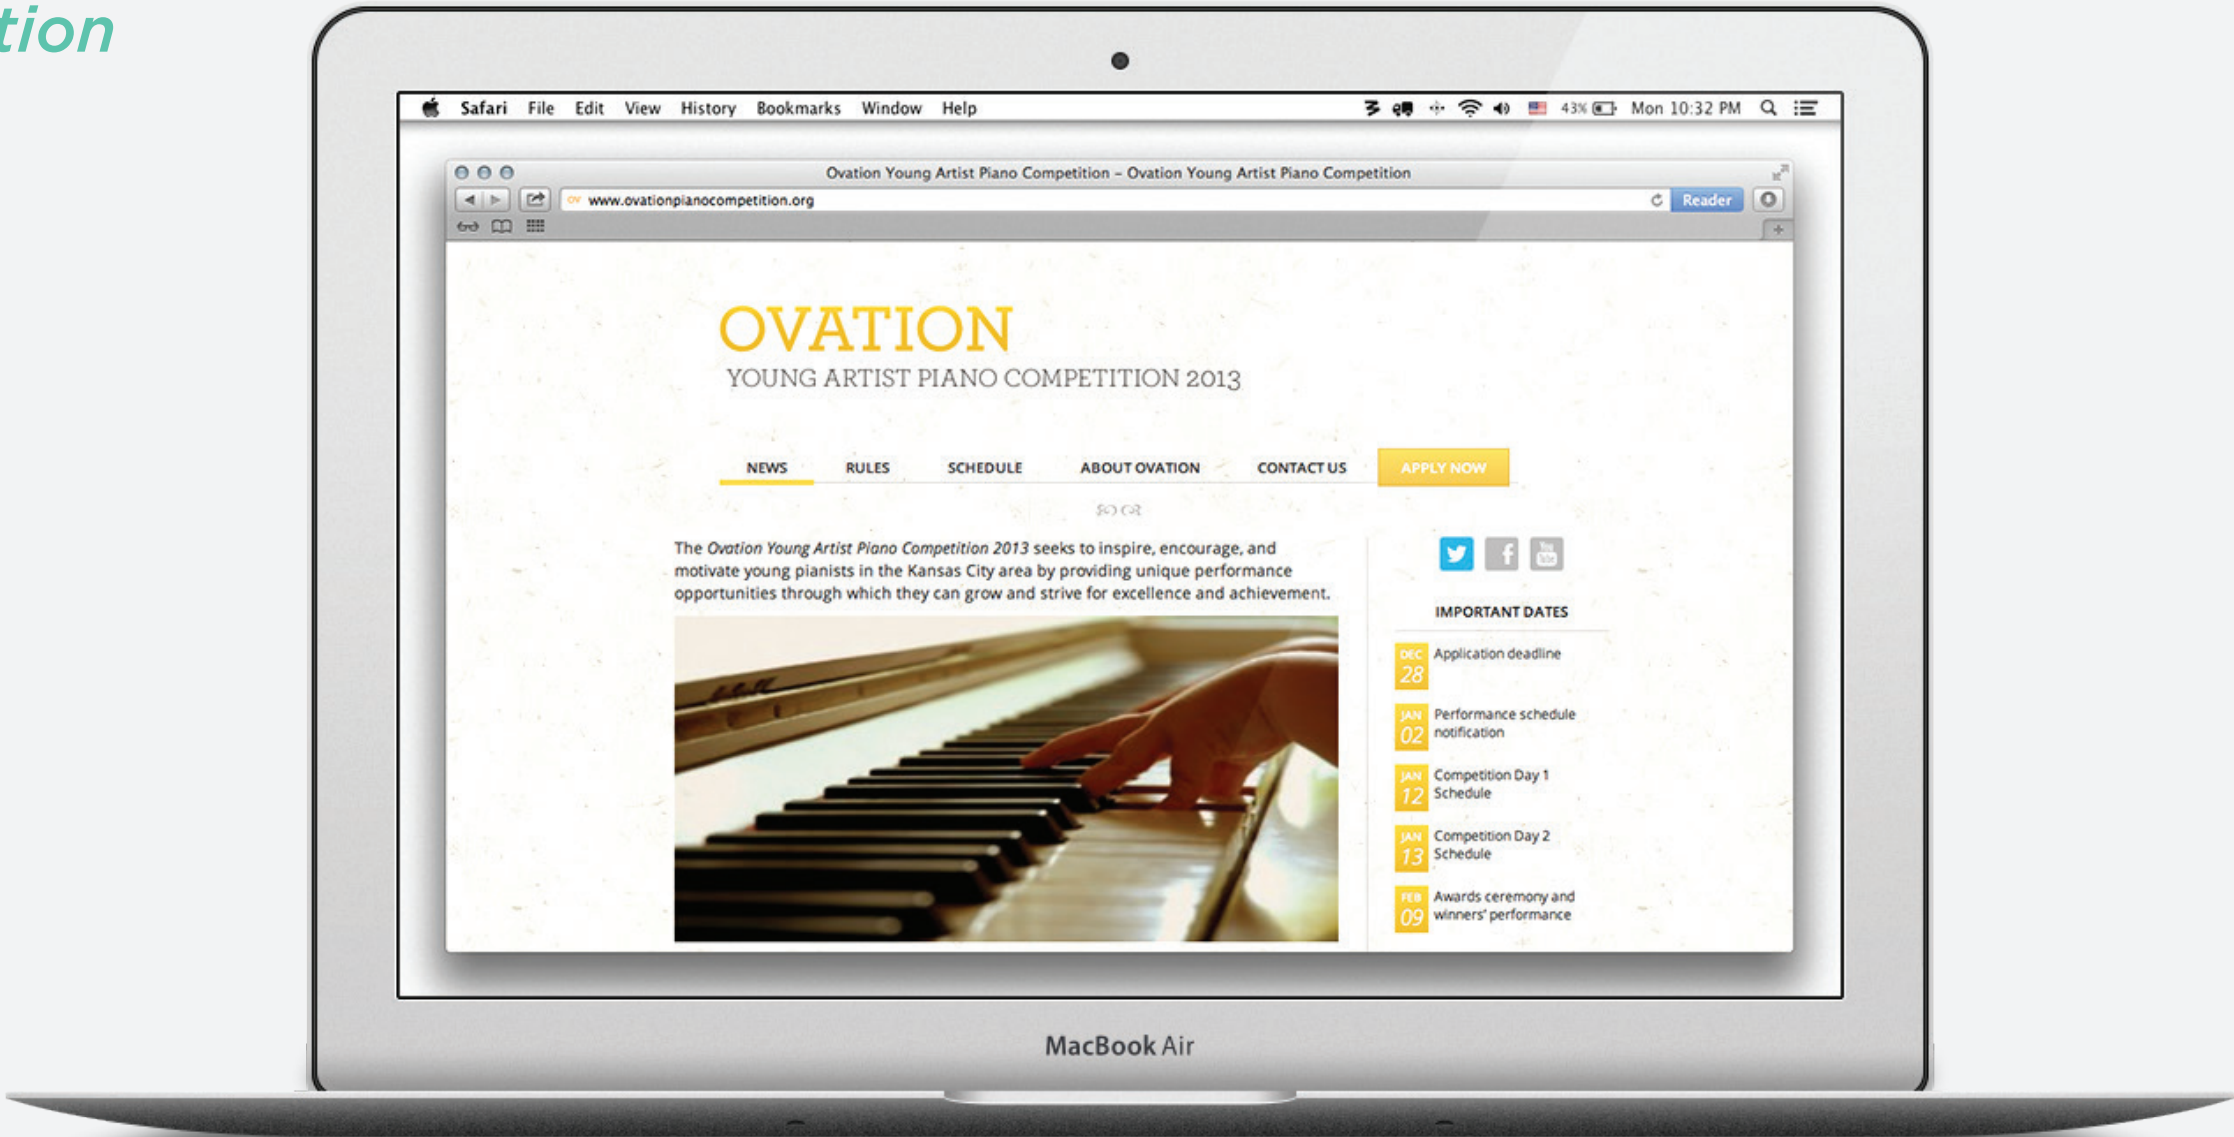 tion
Safari File Edit View History Bookmarks Window Help 43% Mon 10:32 PM
Ovation Young Artist Piano Competition – Ovation Young Artist Piano Competition
OV www.ovationpianocompetition.org Reader
OVATION
YOUNG ARTIST PIANO COMPETITION 2013
NEWS RULES SCHEDULE ABOUT OVATION CONTACT US APPLY NOW
The Ovation Young Artist Piano Competition 2013 seeks to inspire, encourage, and
motivate young pianists in the Kansas City area by providing unique performance
opportunities through which they can grow and strive for excellence and achievement.
f You Tube
IMPORTANT DATES
DEC
28
Application deadline
JAN
02
Performance schedule
notification
JAN
12
Competition Day 1
Schedule
JAN
13
Competition Day 2
Schedule
FEB
09
Awards ceremony and
winners' performance
MacBook Air